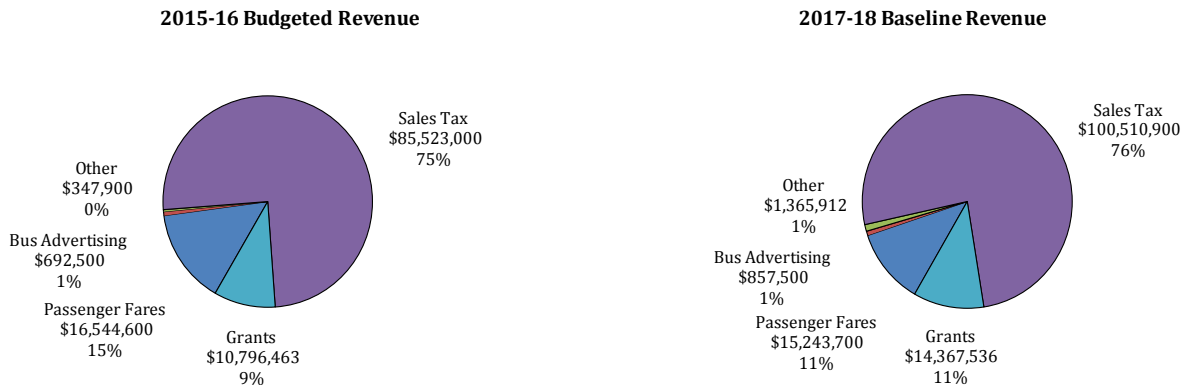 2015-16 Budgeted Revenue
Sales Tax
$85,523,000
75%
Other
$347,900
0%
Bus Advertising
$692,500
1%
Passenger Fares
$16,544,600
15%
Grants
$10,796,463
9%
2017-18 Baseline Revenue
Sales Tax
$100,510,900
76%
Other
$1,365,912
1%
Bus Advertising
$857,500
1%
Passenger Fares
$15,243,700
11%
Grants
$14,367,536
11%